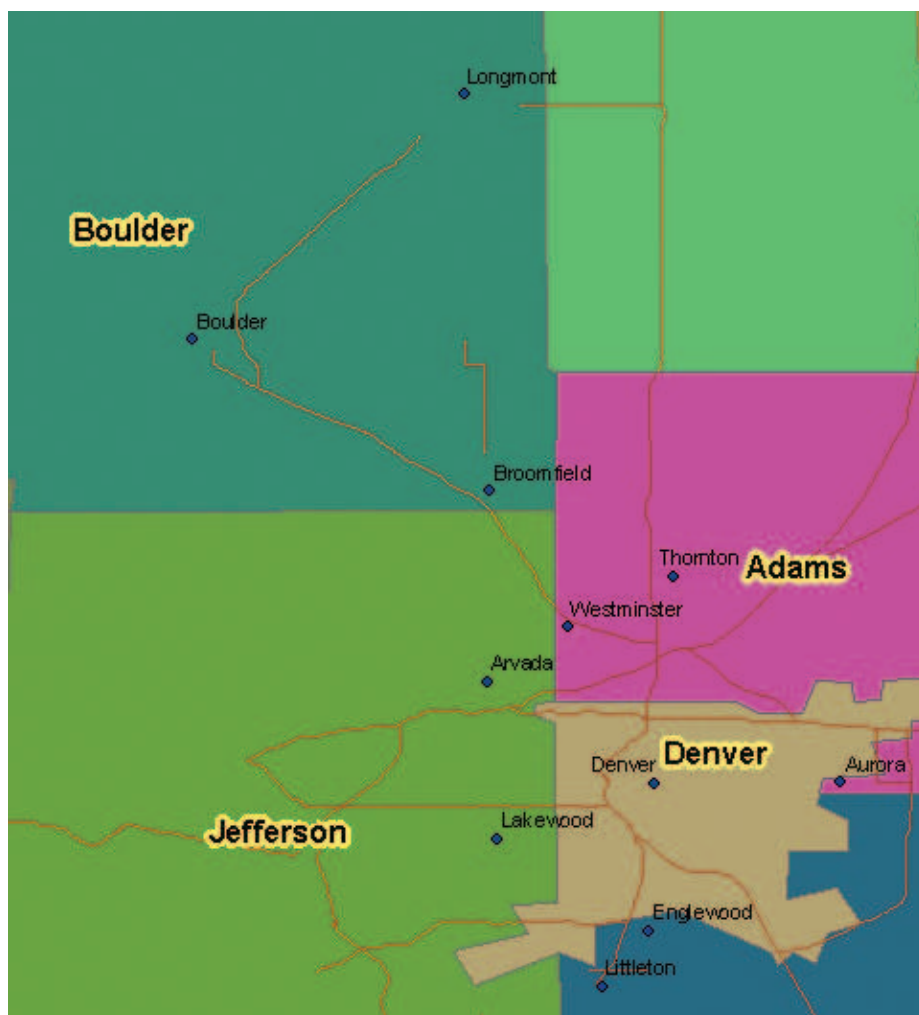 Longmont
Boulder
Boulder
Broomfield
Thornton
Adams
Westminster
Arvada
Denver
Denver
Aurora
Jefferson
Lakewood
Englewood
Littleton